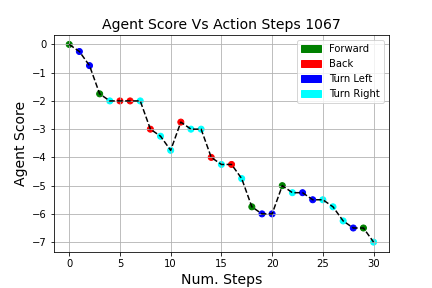 Agent Score Vs Action Steps 1067
Forward
Back
Turn Left
Turn Right
0
−1
−2
−3
−4
−5
−6
−7
Agent Score
0 5 10 15 20 25 30
Num. Steps